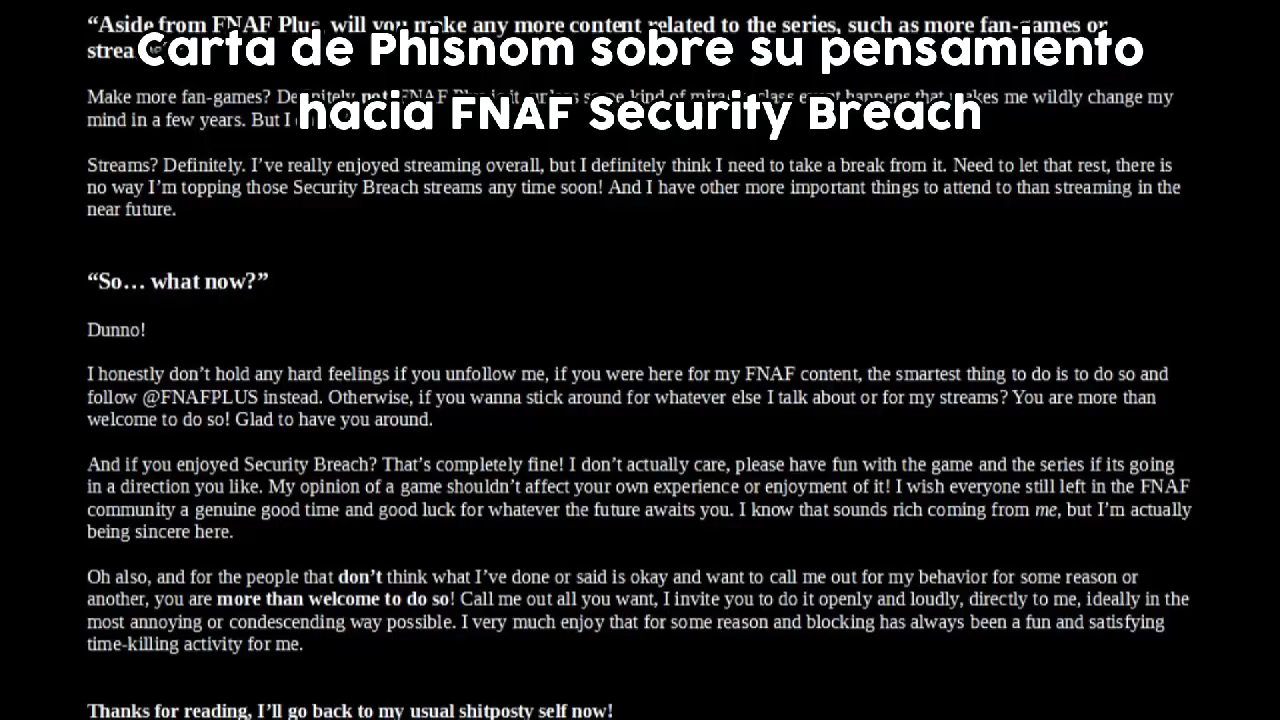 Carta de Phisnom sobre su pensamiento
hacia FNAF Security Breach
“Aside from FNAF Plus, will you make any more content related to the series, such as more fan-games or
Make more fan-games? Definitely not! FNAF Plus is it, unless some kind of miracle class event happens that makes me wildly change my
mind in a few years. But I
Streams? Definitely. I’ve really enjoyed streaming overall, but I definitely think I need to take a break from it. Need to let that rest, there is
no way I’m topping those Security Breach streams any time soon! And I have other more important things to attend to than streaming in the
near future.
“So… what now?”
Dunno!
I honestly don’t hold any hard feelings if you unfollow me, if you were here for my FNAF content, the smartest thing to do is to do so and
follow @FNAFPLUS instead. Otherwise, if you wanna stick around for whatever else I talk about or for my streams? You are more than
welcome to do so! Glad to have you around.
And if you enjoyed Security Breach? That’s completely fine! I don’t actually care, please have fun with the game and the series if its going
in a direction you like. My opinion of a game shouldn’t affect your own experience or enjoyment of it! I wish everyone still left in the FNAF
community a genuine good time and good luck for whatever the future awaits you. I know that sounds rich coming from me, but I’m actually
being sincere here.
Oh also, and for the people that don’t think what I’ve done or said is okay and want to call me out for my behavior for some reason or
another, you are more than welcome to do so! Call me out all you want, I invite you to do it openly and loudly, directly to me, ideally in the
most annoying or condescending way possible. I very much enjoy that for some reason and blocking has always been a fun and satisfying
time-killing activity for me.
Thanks for reading, I’ll go back to my usual shitposty self now!